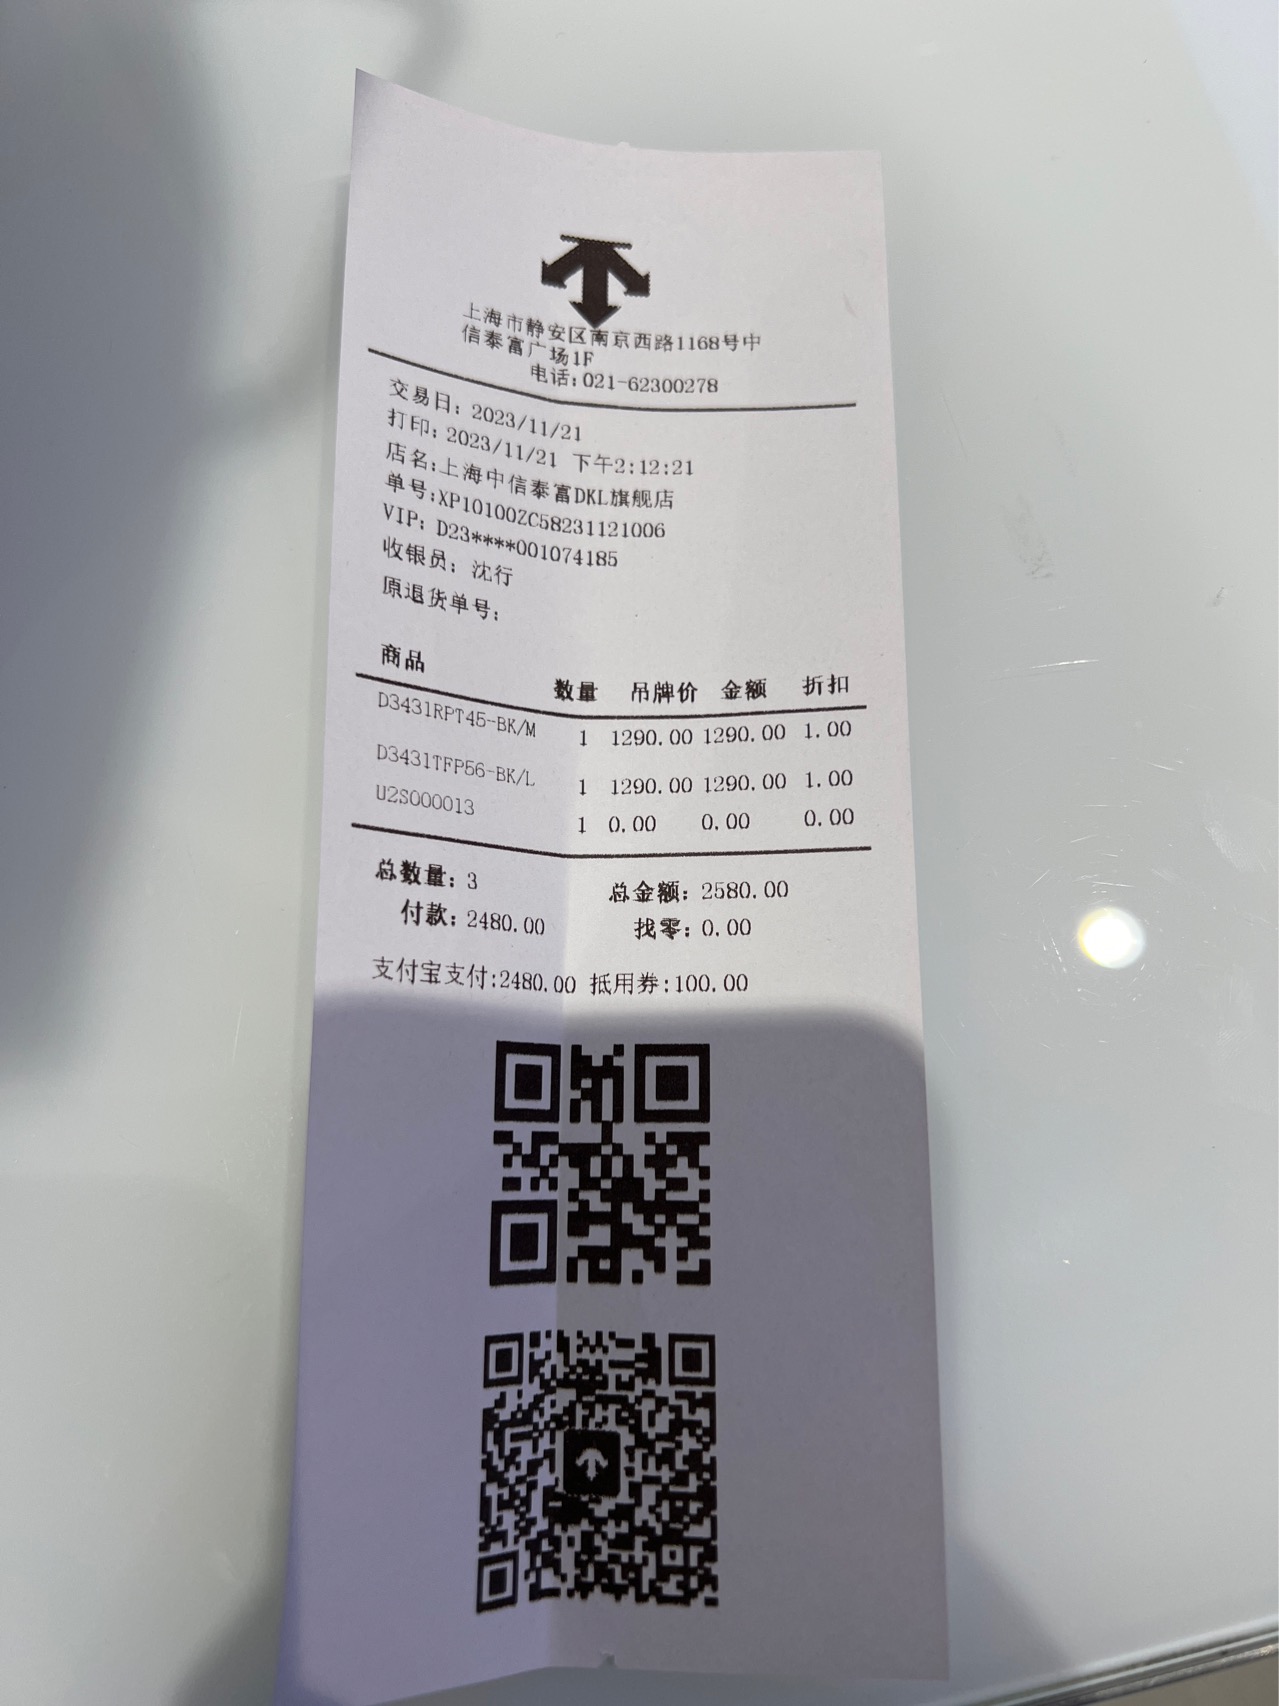 上海市静安区南京西路1168号中
信泰富广场1F
电话:021-62300278
交易日: 2023/11/21
打印: 2023/11/21 下午2:12:21
店名:上海中信泰富DKL旗舰店
单号:XP10100ZC58231121006
VIP: D23****001074185
收银员: 沈行
原退货单号:
商品 数量 吊牌价 金额 折扣
D3431RPT45-BK/M 1 1290.00 1290.00 1.00
D3431TFP56-BK/L 1 1290.00 1290.00 1.00
U2S000013 1 0.00 0.00 0.00
总数量: 3 总金额: 2580.00
付款: 2480.00 找零: 0.00
支付宝支付:2480.00 抵用券:100.00